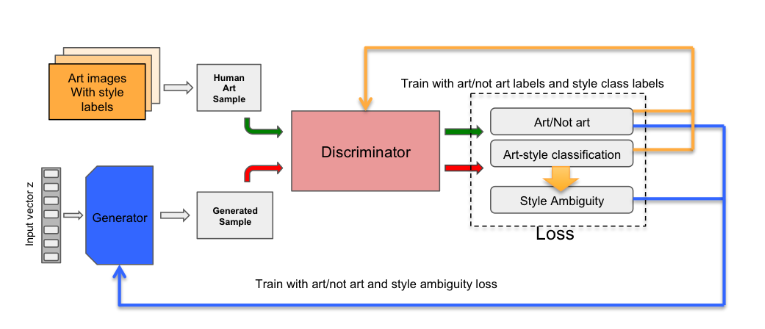 Art images
With style
labels
Human
Art
Sample
Train with art/not art labels and style class labels
Discriminator
Art/Not art
Art-style classification
Style Ambiguity
Loss
Input vector z
Generator
Generated
Sample
Train with art/not art and style ambiguity loss